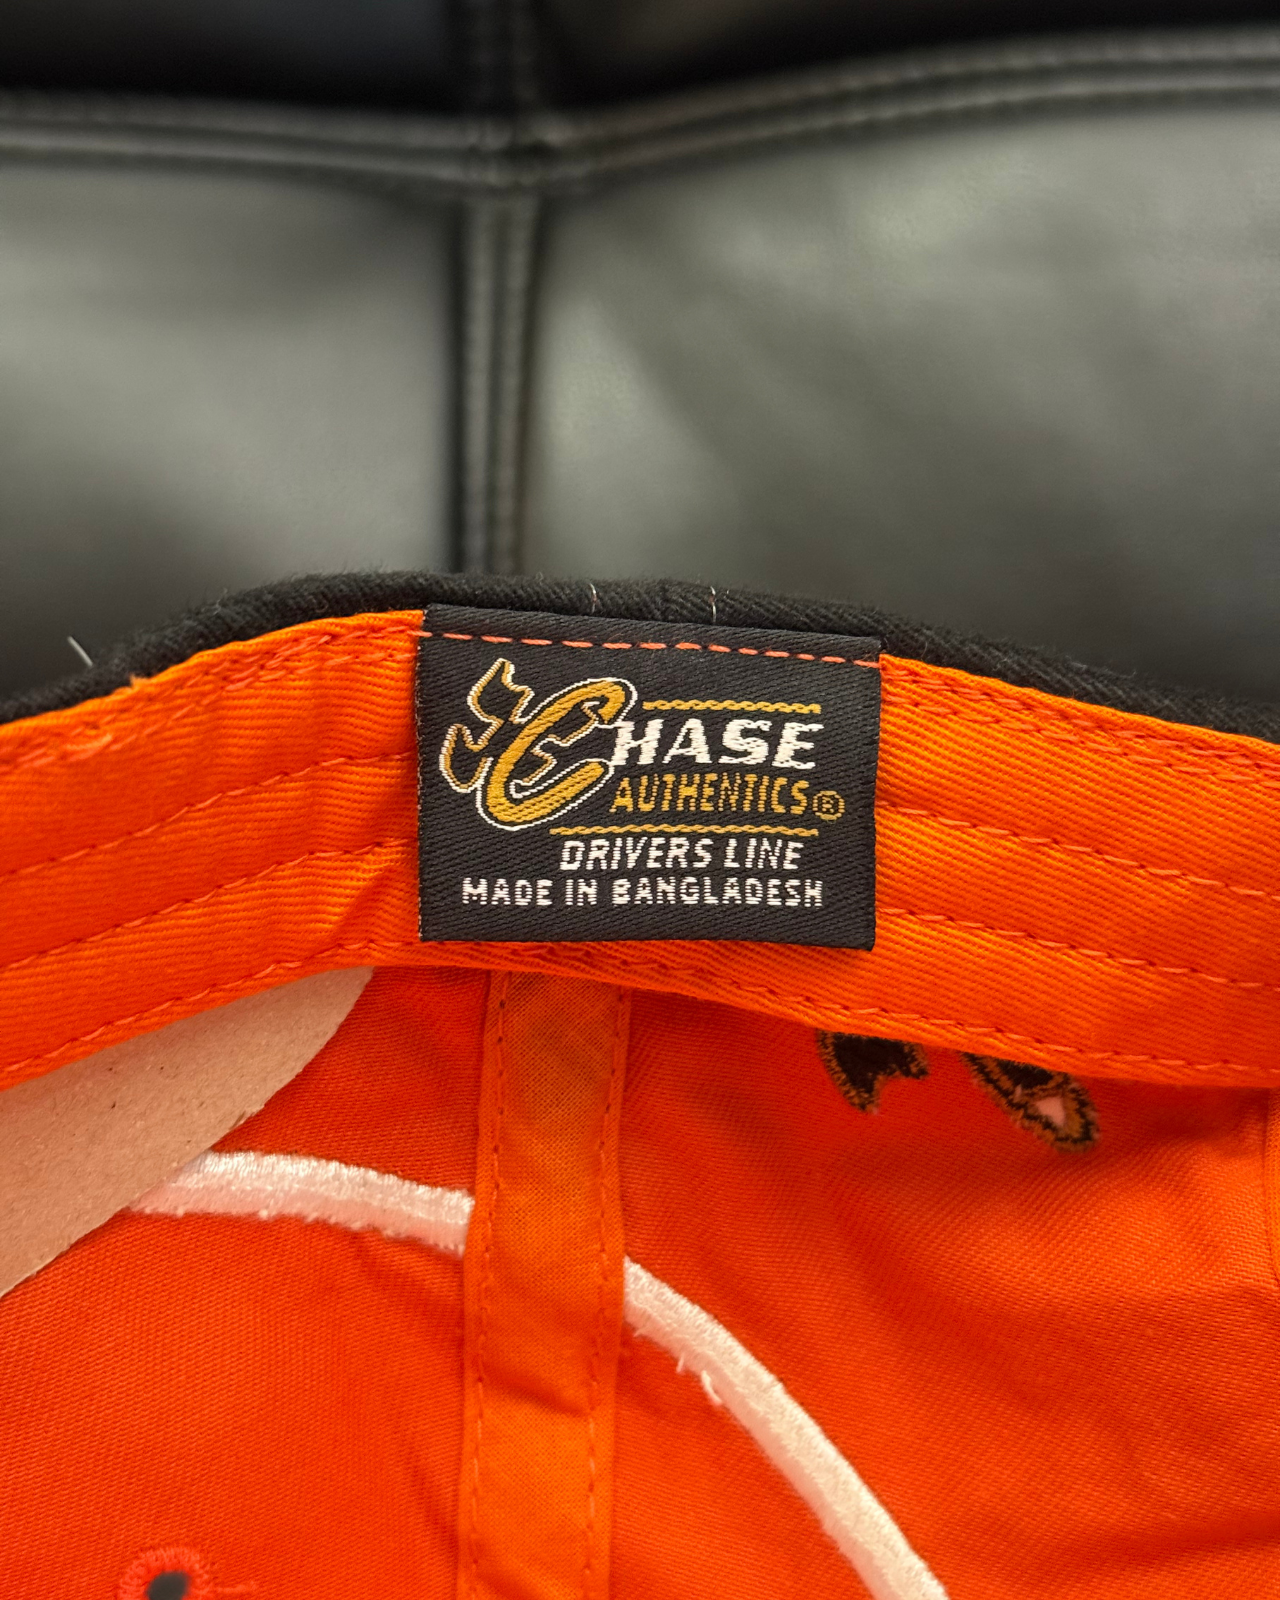 CHASE
AUTHENTICS®
DRIVERS LINE
MADE IN BANGLADESH